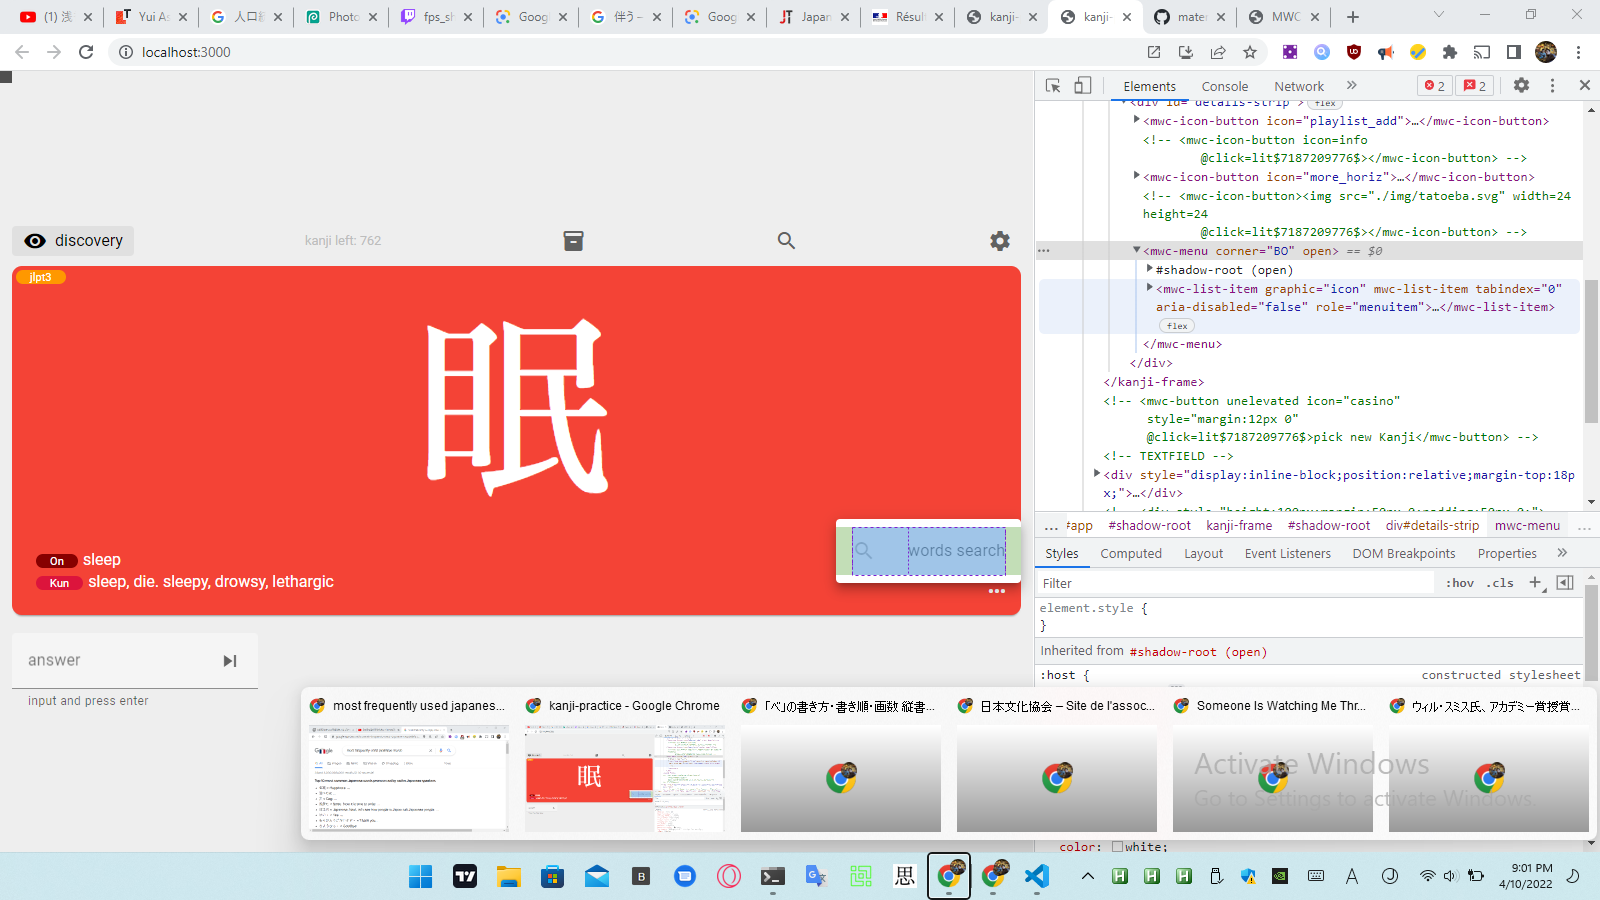 (1) 浅
Yui As
人口
Photo
fps_sh
Goog
伴う –
Goog
Japan
Résul
kanji-
kanji-
mater
MWC
localhost:3000
Elements
Console
Network
2
2
<div id="details-strip">
flex
<mwc-icon-button icon="playlist_add">…</mwc-icon-button>
<!-- <mwc-icon-button icon=info
@click=lit$7187209776$></mwc-icon-button> -->
<mwc-icon-button icon="more_horiz">…</mwc-icon-button>
<!-- <mwc-icon-button><img src="./img/tatoeba.svg" width=24
height=24
@click=lit$7187209776$></mwc-icon-button> -->
<mwc-menu corner="BO" open> == $0
#shadow-root (open)
<mwc-list-item graphic="icon" mwc-list-item tabindex="0"
aria-disabled="false" role="menuitem">…</mwc-list-item>
flex
</mwc-menu>
</div>
</kanji-frame>
<!-- <mwc-button unelevated icon="casino"
style="margin:12px 0"
@click=lit$7187209776$>pick new Kanji</mwc-button> -->
<!-- TEXTFIELD -->
<div style="display:inline-block;position:relative;margin-top:18p
x;">…</div>
#app
#shadow-root
kanji-frame
#shadow-root
div#details-strip
mwc-menu
Styles
Computed
Layout
Event Listeners
DOM Breakpoints
Properties
Filter
:hov
.cls
element.style {
}
Inherited from #shadow-root (open)
:host {
constructed stylesheet
color: white;
discovery
kanji left: 762
jlpt3
眠
words search
On sleep
Kun sleep, die. sleepy, drowsy, lethargic
answer
input and press enter
most frequently used japanes...
kanji-practice - Google Chrome
「べ」の書き方・書き順・画数 縦書...
日本文化協会 – Site de l'assoc...
Someone Is Watching Me Thr...
ウィル・スミス氏、アカデミー賞授賞...
眠
Activate Windows
Go to Settings to activate Windows.
思
9:01 PM
4/10/2022